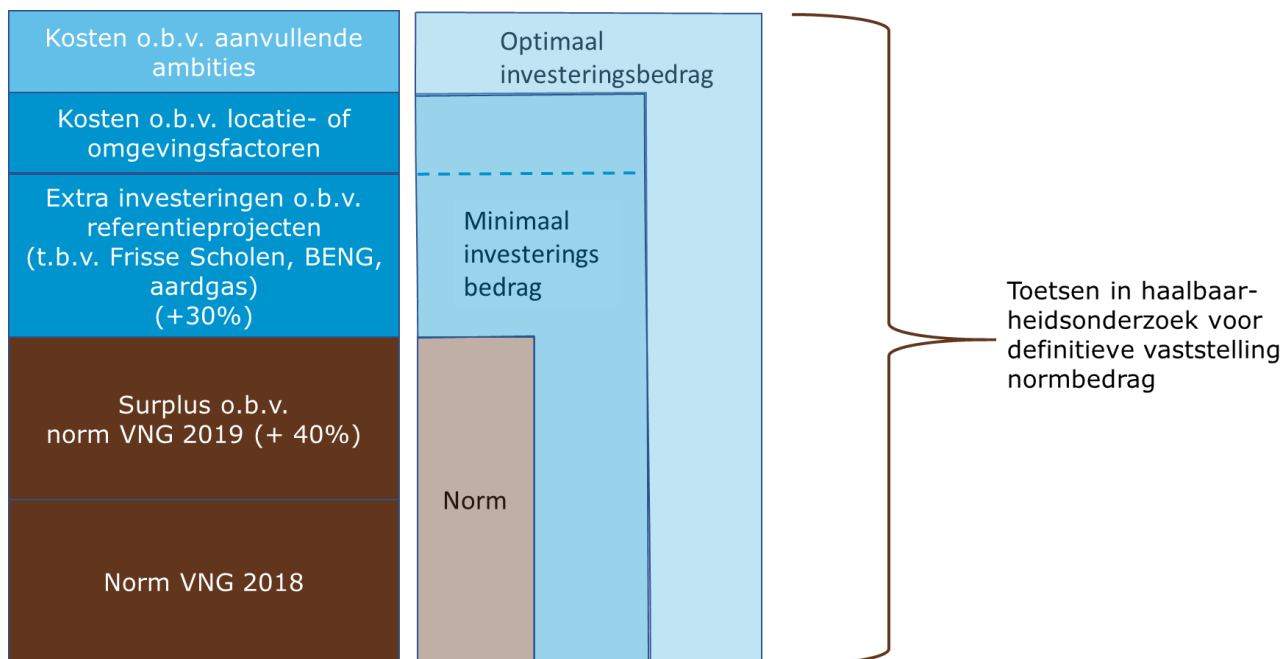 Kosten o.b.v. aanvullende
ambities
Kosten o.b.v. locatie- of
omgevingsfactoren
Extra investeringen o.b.v.
referentieprojecten
(t.b.v. Frisse Scholen, BENG,
aardgas)
(+30%)
Surplus o.b.v.
norm VNG 2019 (+ 40%)
Norm VNG 2018
Optimaal
investeringsbedrag
Minimaal
investerings
bedrag
Norm
Toetsen in haalbaar-
heidsonderzoek voor
definitieve vaststelling
normbedrag